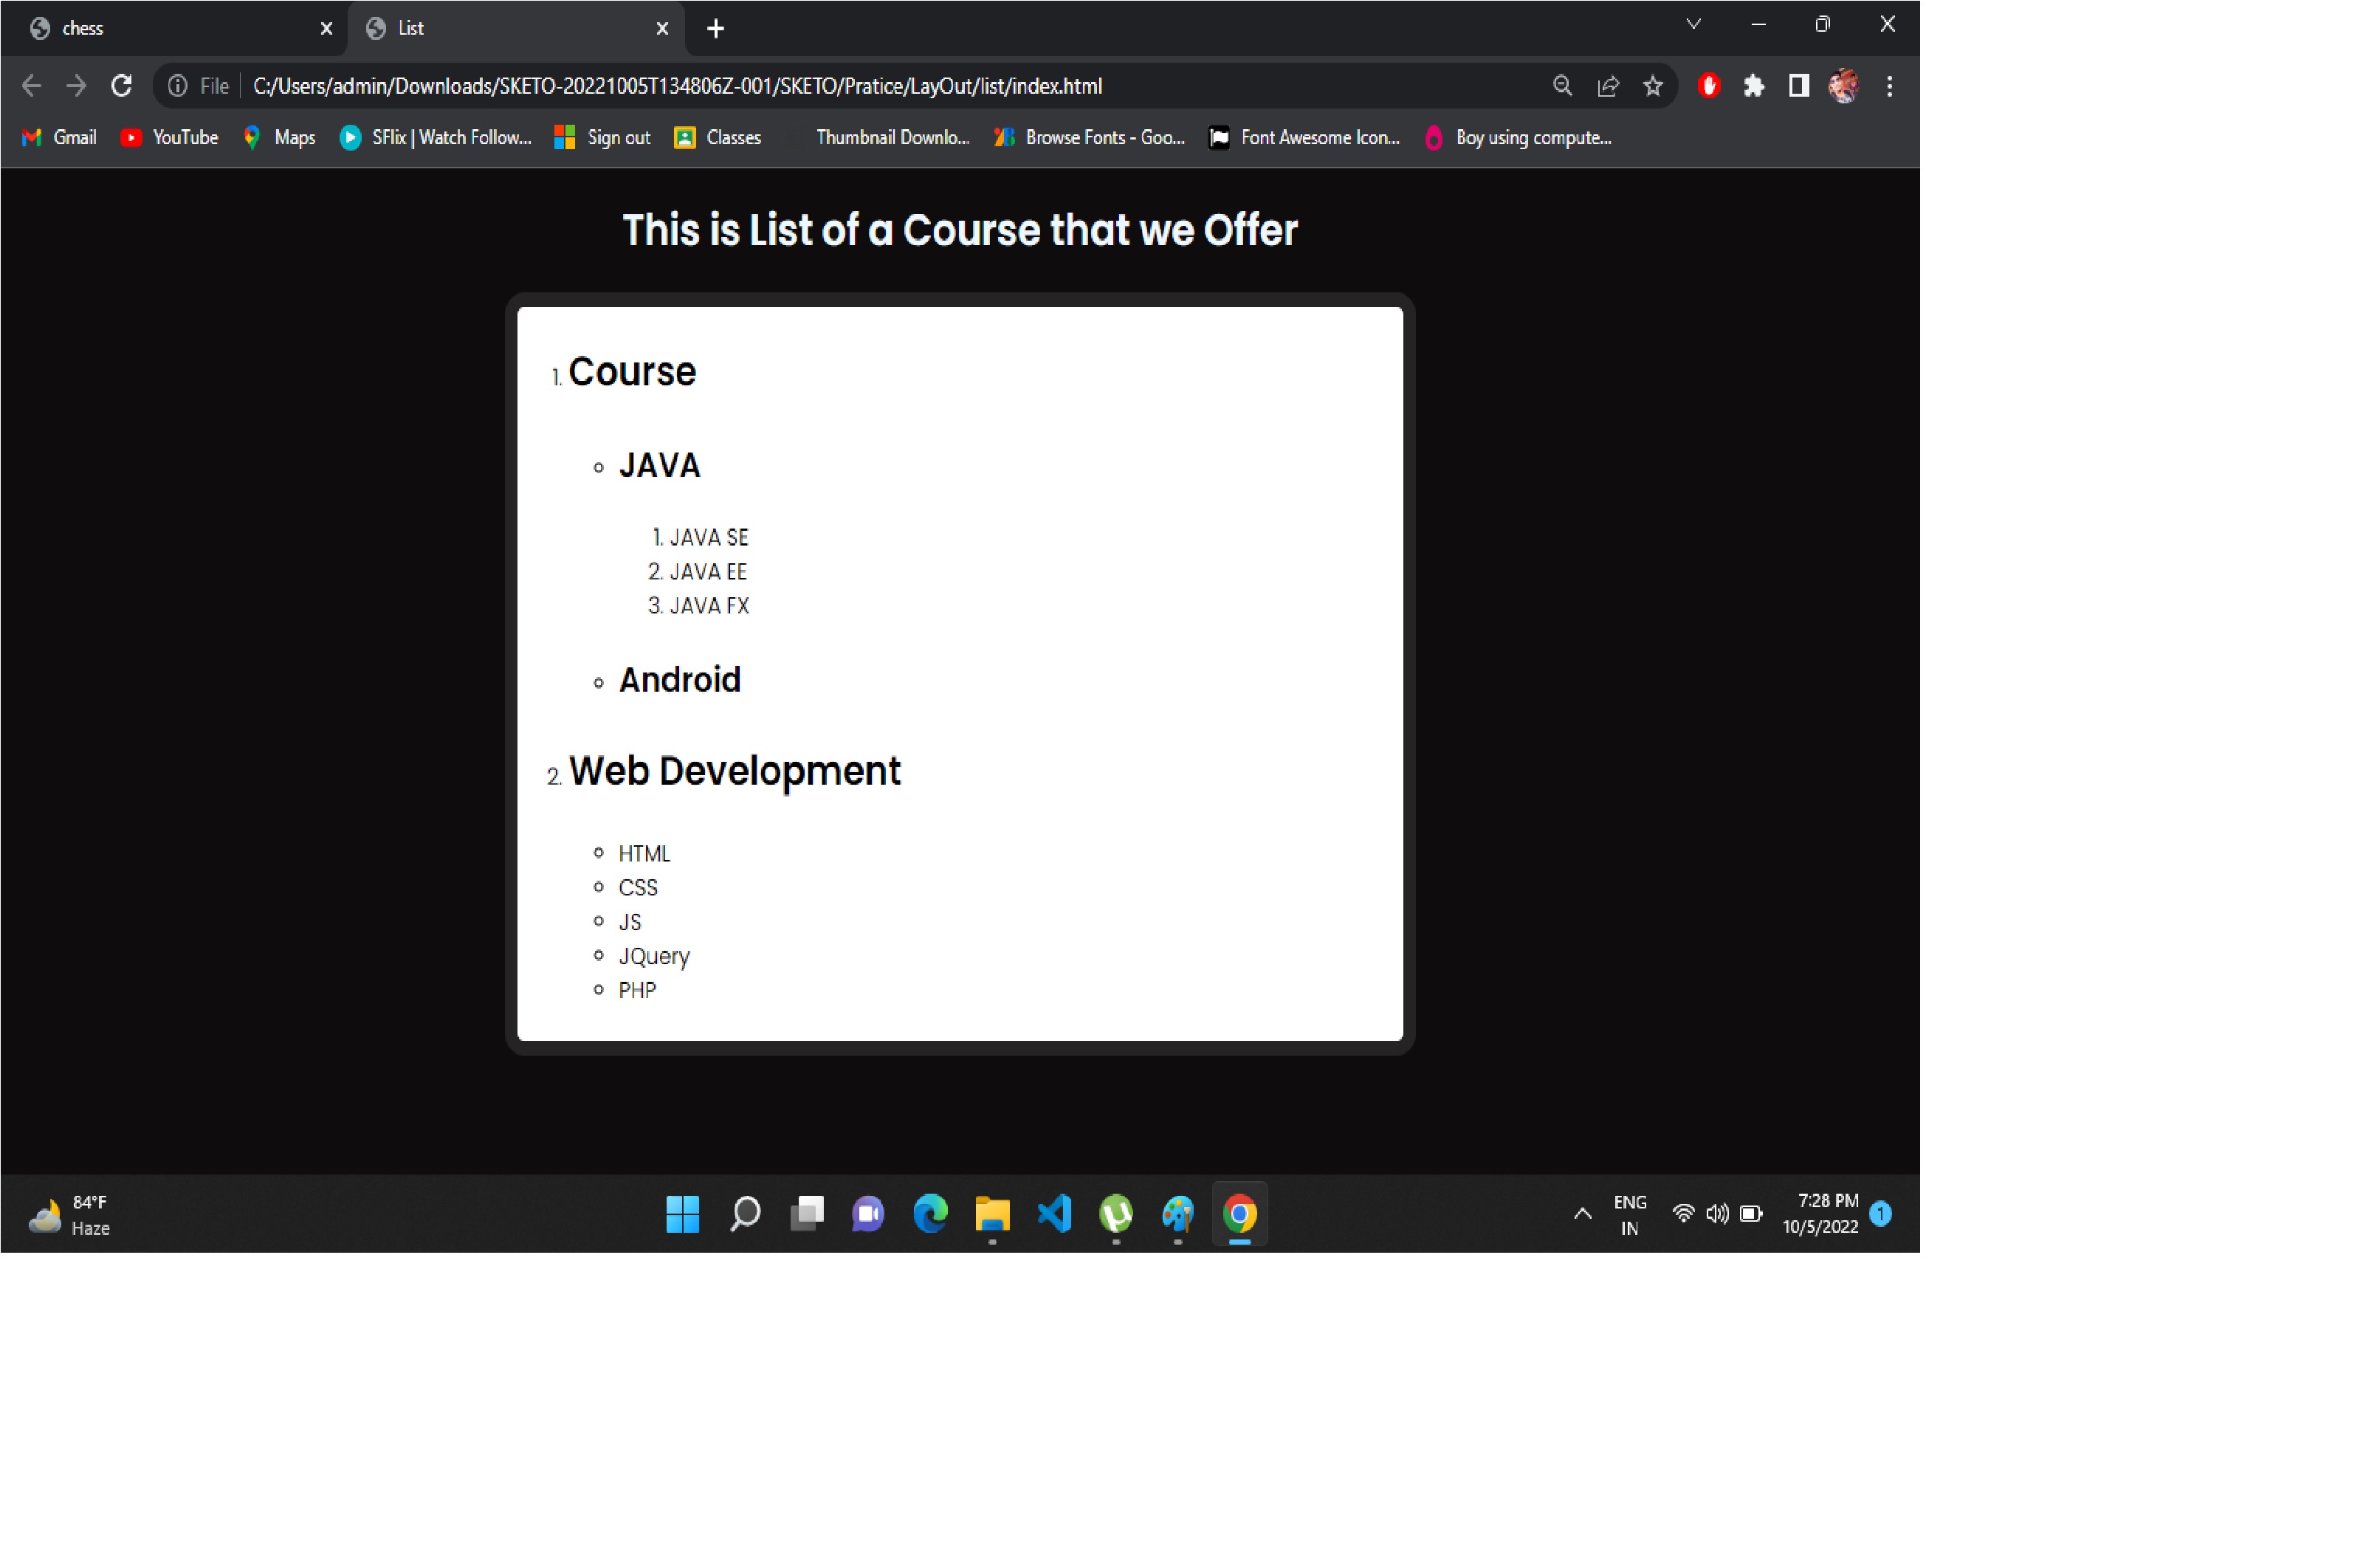 chess
List
File
C:/Users/admin/Downloads/SKETO-20221005T134806Z-001/SKETO/Pratice/LayOut/list/index.html
Gmail YouTube Maps SFlix | Watch Follow... Sign out Classes Thumbnail Downlo... Browse Fonts - Goo... Font Awesome Icon... Boy using compute...
This is List of a Course that we Offer
1. Course
JAVA
1. JAVA SE
2. JAVA EE
3. JAVA FX
Android
2. Web Development
HTML
CSS
JS
JQuery
PHP
84°F
Haze
ENG
IN
7:28 PM
10/5/2022
1